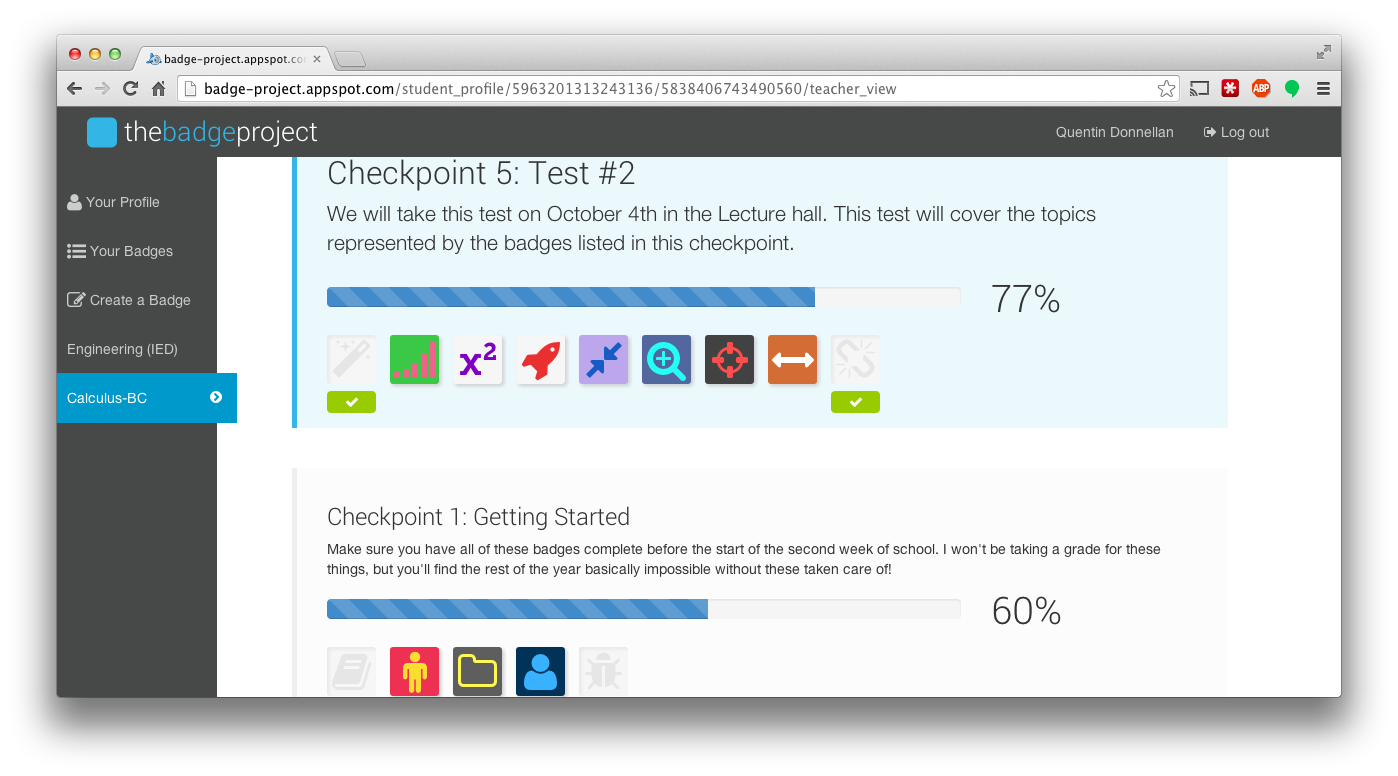 badge-project.appspot.co
badge-project.appspot.com/student_profile/5963201313243136/5838406743490560/teacher_view
ABP
thebadgeproject
Quentin Donnellan
Log out
Your Profile
Your Badges
Create a Badge
Engineering (IED)
Calculus-BC
Checkpoint 5: Test #2
We will take this test on October 4th in the Lecture hall. This test will cover the topics
represented by the badges listed in this checkpoint.
77%
x²
Checkpoint 1: Getting Started
Make sure you have all of these badges complete before the start of the second week of school. I won't be taking a grade for these
things, but you'll find the rest of the year basically impossible without these taken care of!
60%